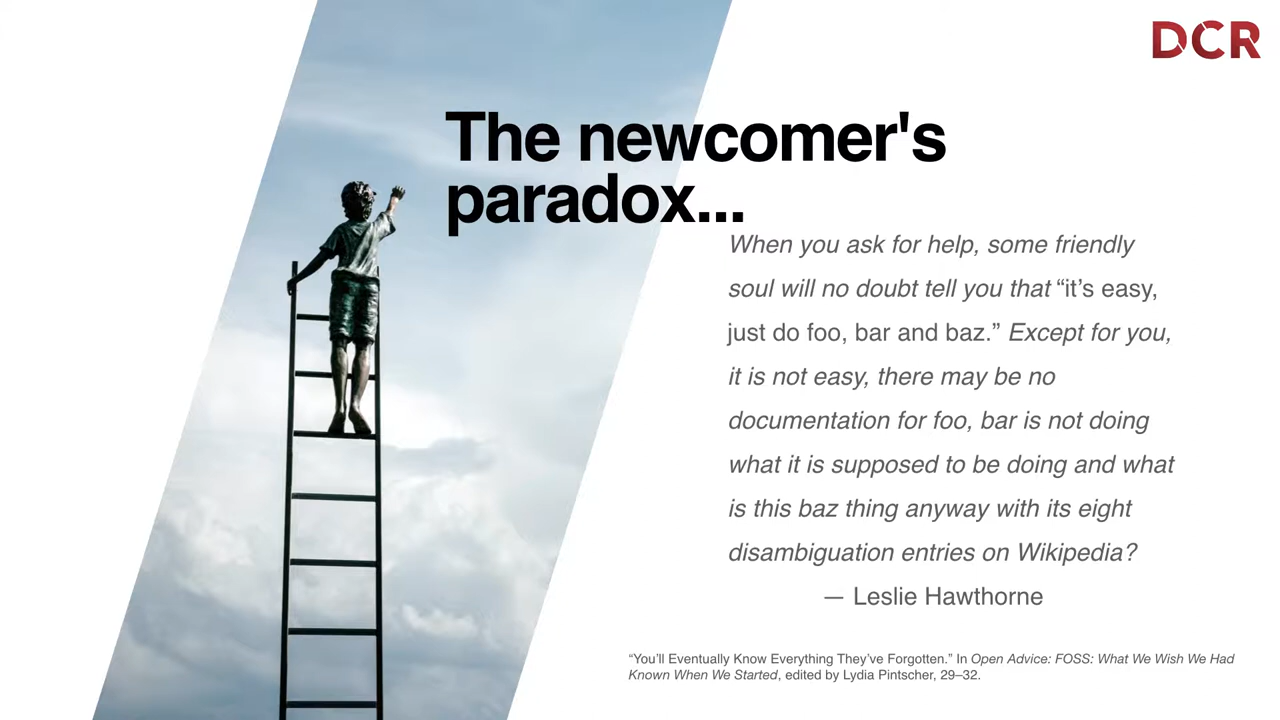 DCR
The newcomer's
paradox...
When you ask for help, some friendly
soul will no doubt tell you that “it’s easy,
just do foo, bar and baz.” Except for you,
it is not easy, there may be no
documentation for foo, bar is not doing
what it is supposed to be doing and what
is this baz thing anyway with its eight
disambiguation entries on Wikipedia?
— Leslie Hawthorne
“You’ll Eventually Know Everything They’ve Forgotten.” In Open Advice: FOSS: What We Wish We Had
Known When We Started, edited by Lydia Pintscher, 29–32.